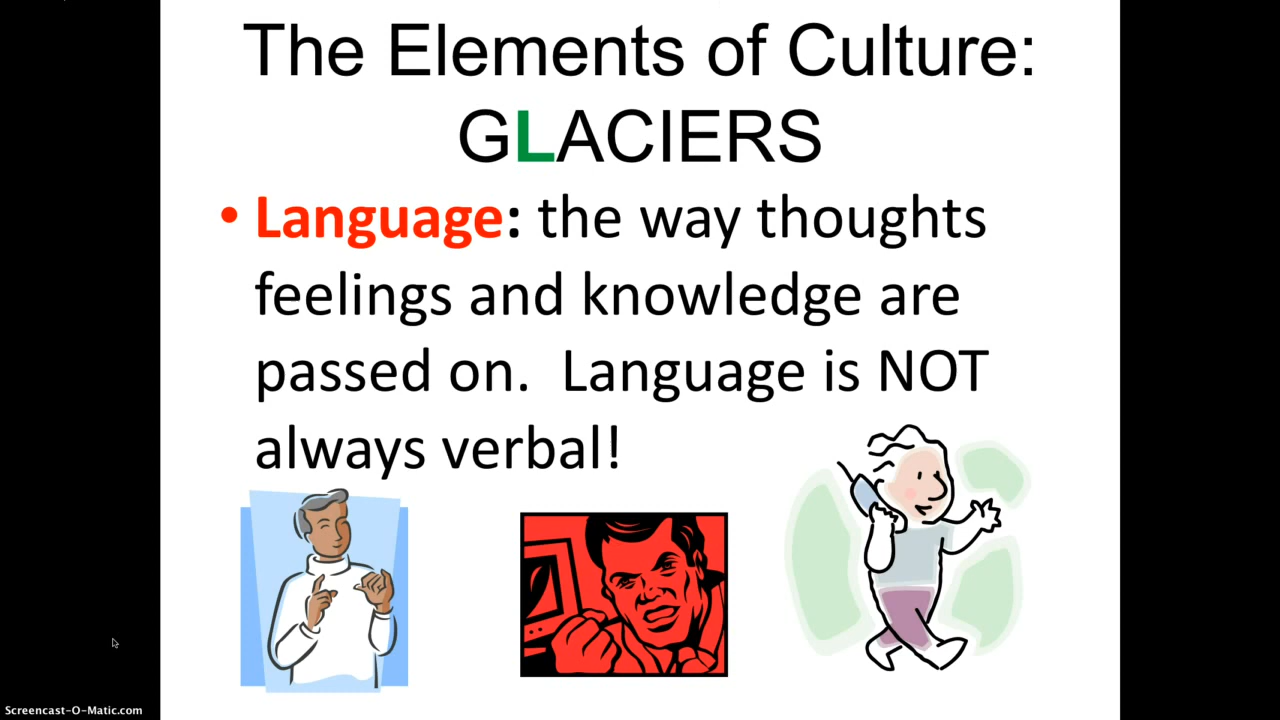 The Elements of Culture:
GLACIERS
• Language: the way thoughts
feelings and knowledge are
passed on.  Language is NOT
always verbal!
Screencast-O-Matic.com